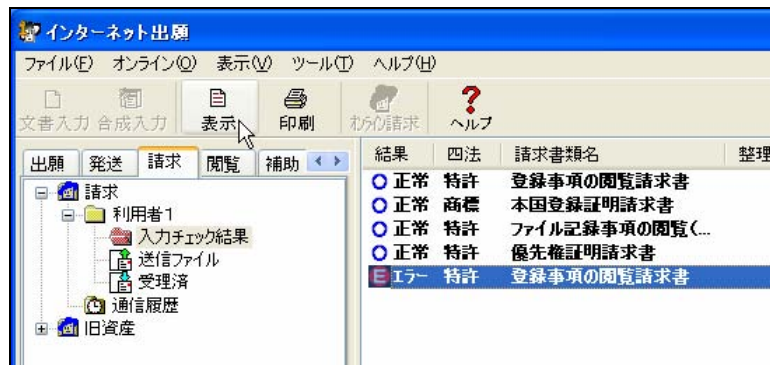 インターネット出願
ファイル(F) オンライン(O) 表示(V) ツール(T) ヘルプ(H)
文書入力 合成入力 表示 印刷 オンライン請求 ヘルプ
出願 発送 請求 閲覧 補助
請求
利用者1
入力チェック結果
送信ファイル
受理済
通信履歴
旧資産
結果 四法 請求書類名 整理
正常 特許 登録事項の閲覧請求書
正常 商標 本国登録証明請求書
正常 特許 ファイル記録事項の閲覧(...
正常 特許 優先権証明請求書
E エラー 特許 登録事項の閲覧請求書